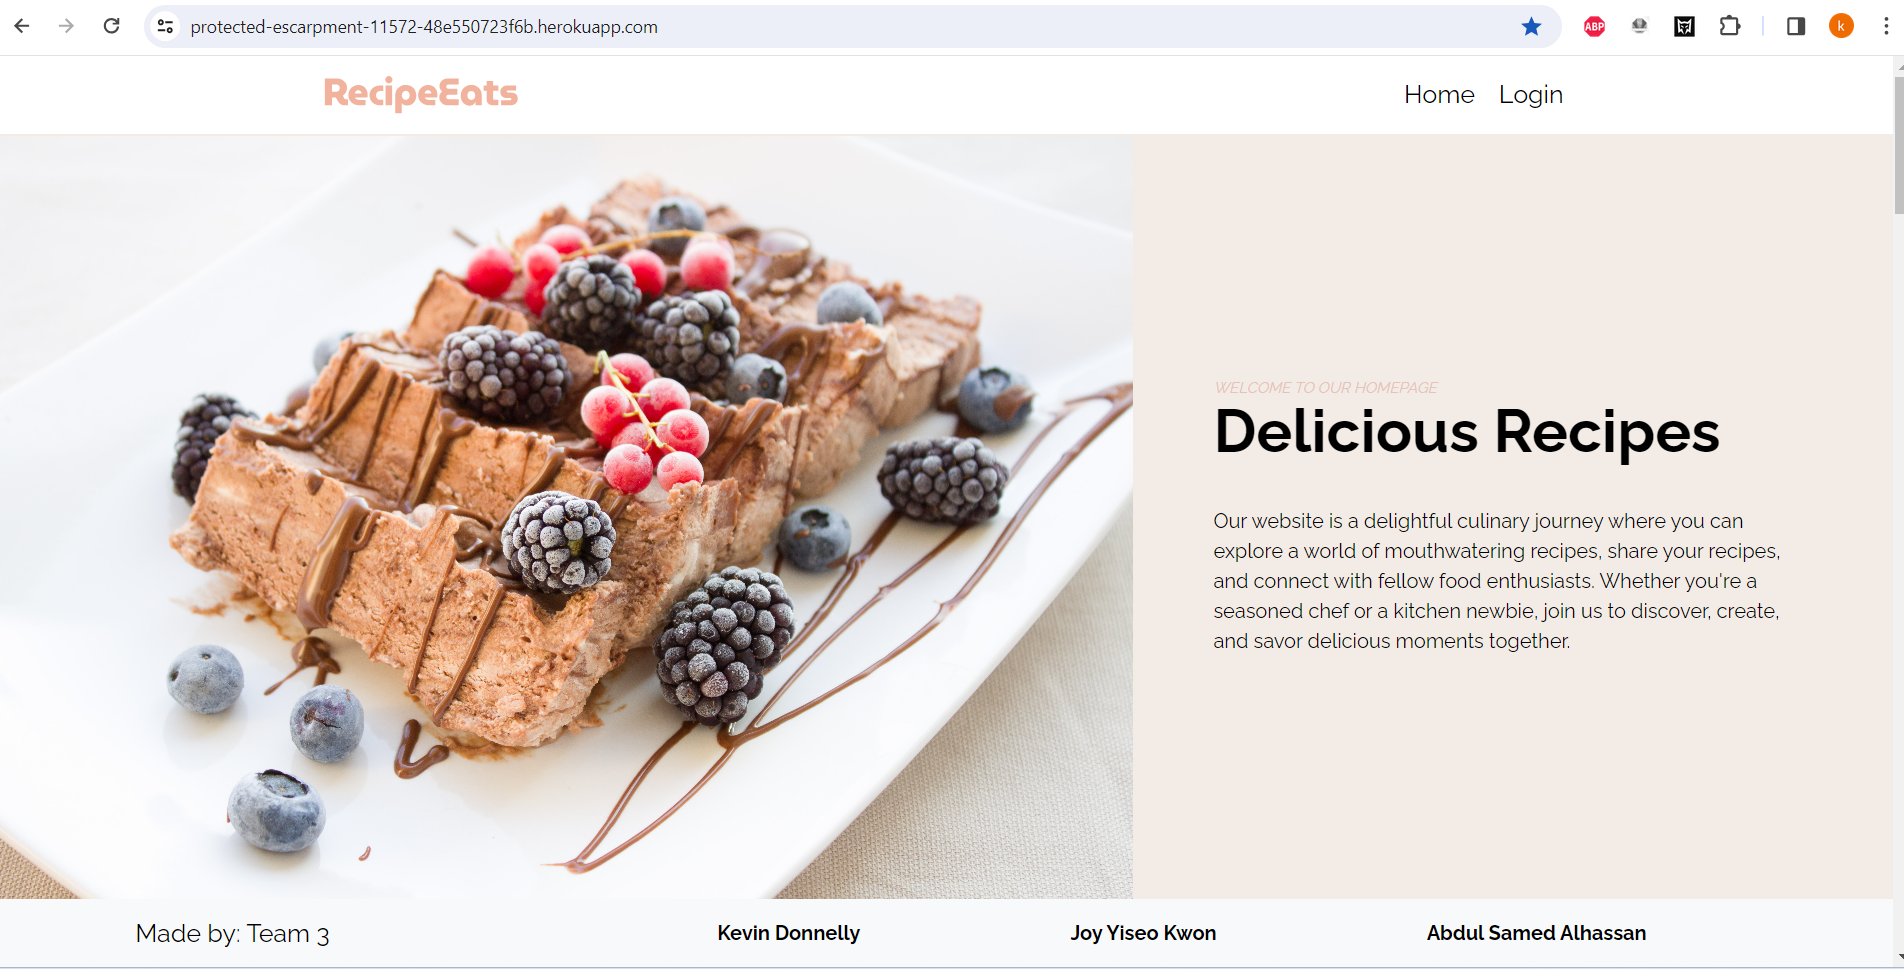 protected-escarpment-11572-48e550723f6b.herokuapp.com
ABP
k
RecipeEats
Home Login
WELCOME TO OUR HOMEPAGE
Delicious Recipes
Our website is a delightful culinary journey where you can
explore a world of mouthwatering recipes, share your recipes,
and connect with fellow food enthusiasts. Whether you're a
seasoned chef or a kitchen newbie, join us to discover, create,
and savor delicious moments together.
Made by: Team 3 Kevin Donnelly Joy Yiseo Kwon Abdul Samed Alhassan